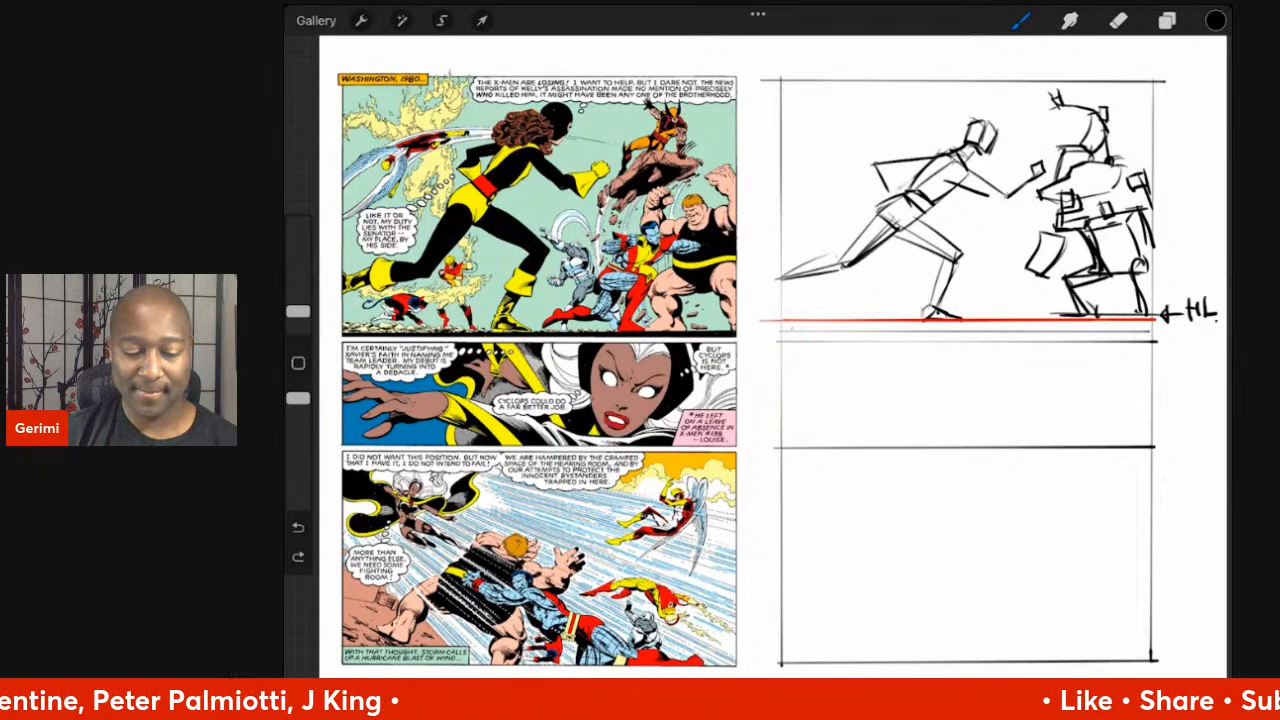 Gallery
WASHINGTON, 1980...
THE X-MEN ARE LOSING! I WANT TO HELP, BUT I DARE NOT. THE NEWS
REPORTS OF KELLY'S ASSASSINATION MADE NO MENTION OF PRECISELY
WHO KILLED HIM. IT MIGHT HAVE BEEN ANY ONE OF THE BROTHERHOOD.
LIKE IT OR
NOT, MY DUTY
LIES WITH THE
SENATOR --
MY PLACE, BY
HIS SIDE.
HL.
I'M CERTAINLY "JUSTIFYING"
XAVIER'S FAITH IN NAMING ME
TEAM LEADER. MY DEBUT IS
RAPIDLY TURNING INTO
A DEBACLE.
BUT
CYCLOPS
IS NOT
HERE.*
CYCLOPS COULD DO
A FAR BETTER JOB.
*HE LEFT
ON A LEAVE
OF ABSENCE IN
X-MEN #138.
-- LOUISE.
Gerimi
I DID NOT WANT THIS POSITION. BUT NOW
THAT I HAVE IT, I DO NOT INTEND TO FAIL!
WE ARE HAMPERED BY THE CRAMPED
SPACE OF THE HEARING ROOM, AND BY
OUR ATTEMPTS TO PROTECT THE
INNOCENT BYSTANDERS
TRAPPED IN HERE.
MORE THAN
ANYTHING ELSE,
WE NEED SOME
FIGHTING
ROOM!
WITH THAT THOUGHT, STORM CALLS
UP A HURRICANE BLAST OF WIND...
entine, Peter Palmiotti, J King •
• Like • Share • Sub